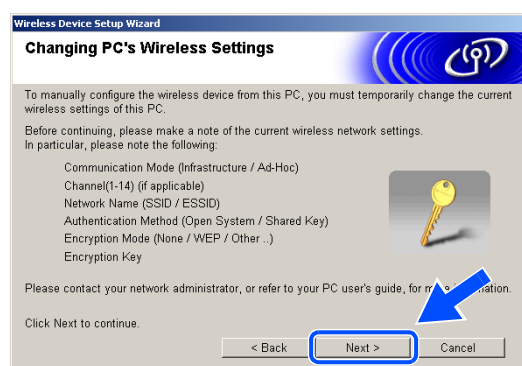 Wireless Device Setup Wizard
Changing PC's Wireless Settings
To manually configure the wireless device from this PC, you must temporarily change the current
wireless settings of this PC.
Before continuing, please make a note of the current wireless network settings.
In particular, please note the following:
Communication Mode (Infrastructure / Ad-Hoc)
Channel(1-14) (if applicable)
Network Name (SSID / ESSID)
Authentication Method (Open System / Shared Key)
Encryption Mode (None / WEP / Other ..)
Encryption Key
Please contact your network administrator, or refer to your PC user's guide, for
Click Next to continue.
< Back Next > Cancel